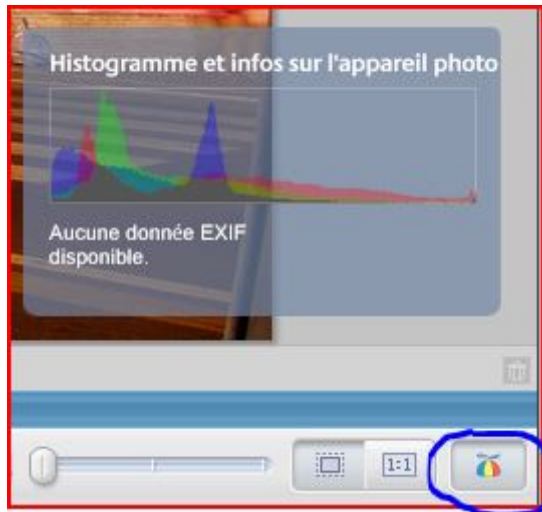 Histogramme et infos sur l'appareil photo
Aucune donnée EXIF
disponible.
1:1